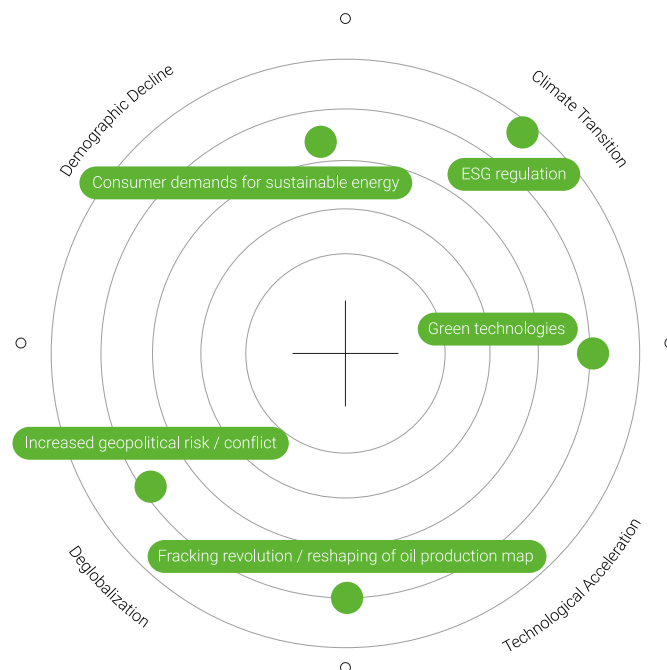 Demographic Decline
Climate Transition
Consumer demands for sustainable energy
ESG regulation
Green technologies
Increased geopolitical risk / conflict
Fracking revolution / reshaping of oil production map
Deglobalization
Technological Acceleration